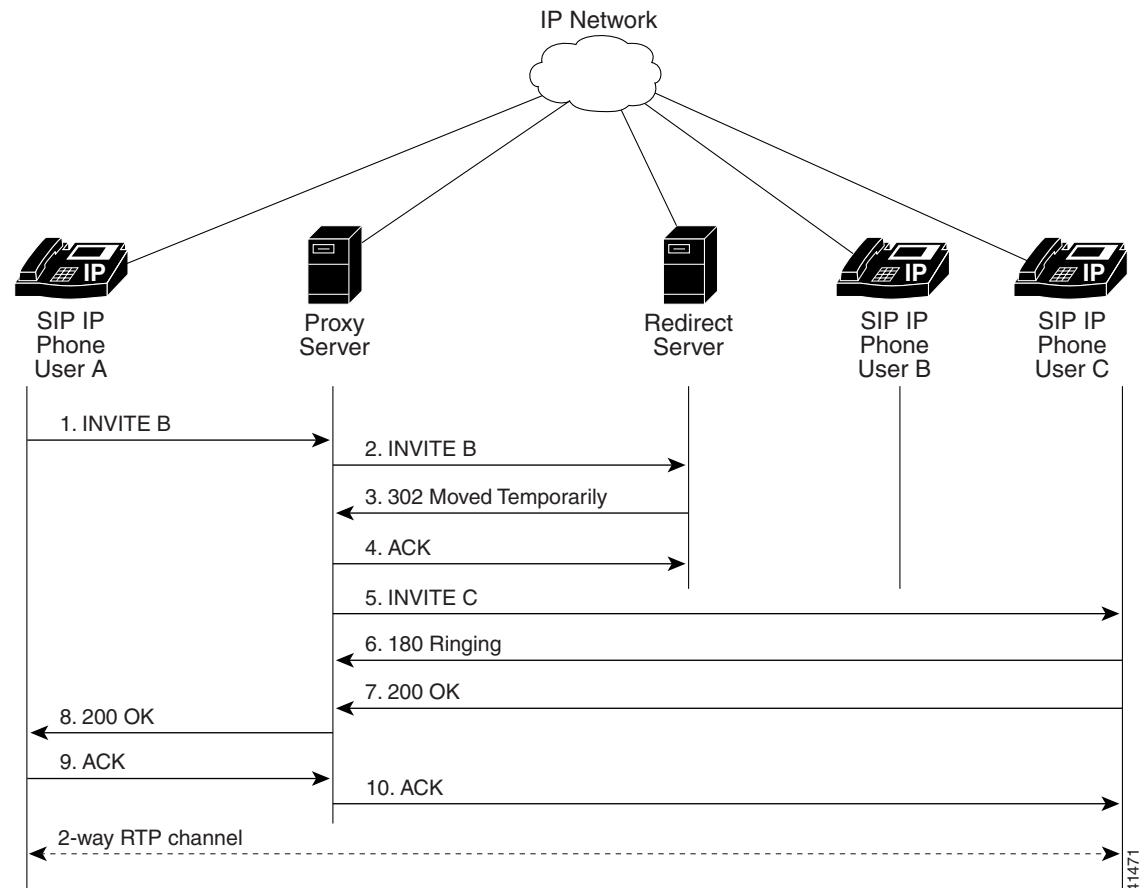 IP Network
IP
IP
IP
SIP IP
Phone
User A
Proxy
Server
Redirect
Server
SIP IP
Phone
User B
SIP IP
Phone
User C
1. INVITE B
2. INVITE B
3. 302 Moved Temporarily
4. ACK
5. INVITE C
6. 180 Ringing
7. 200 OK
8. 200 OK
9. ACK
10. ACK
2-way RTP channel
41471